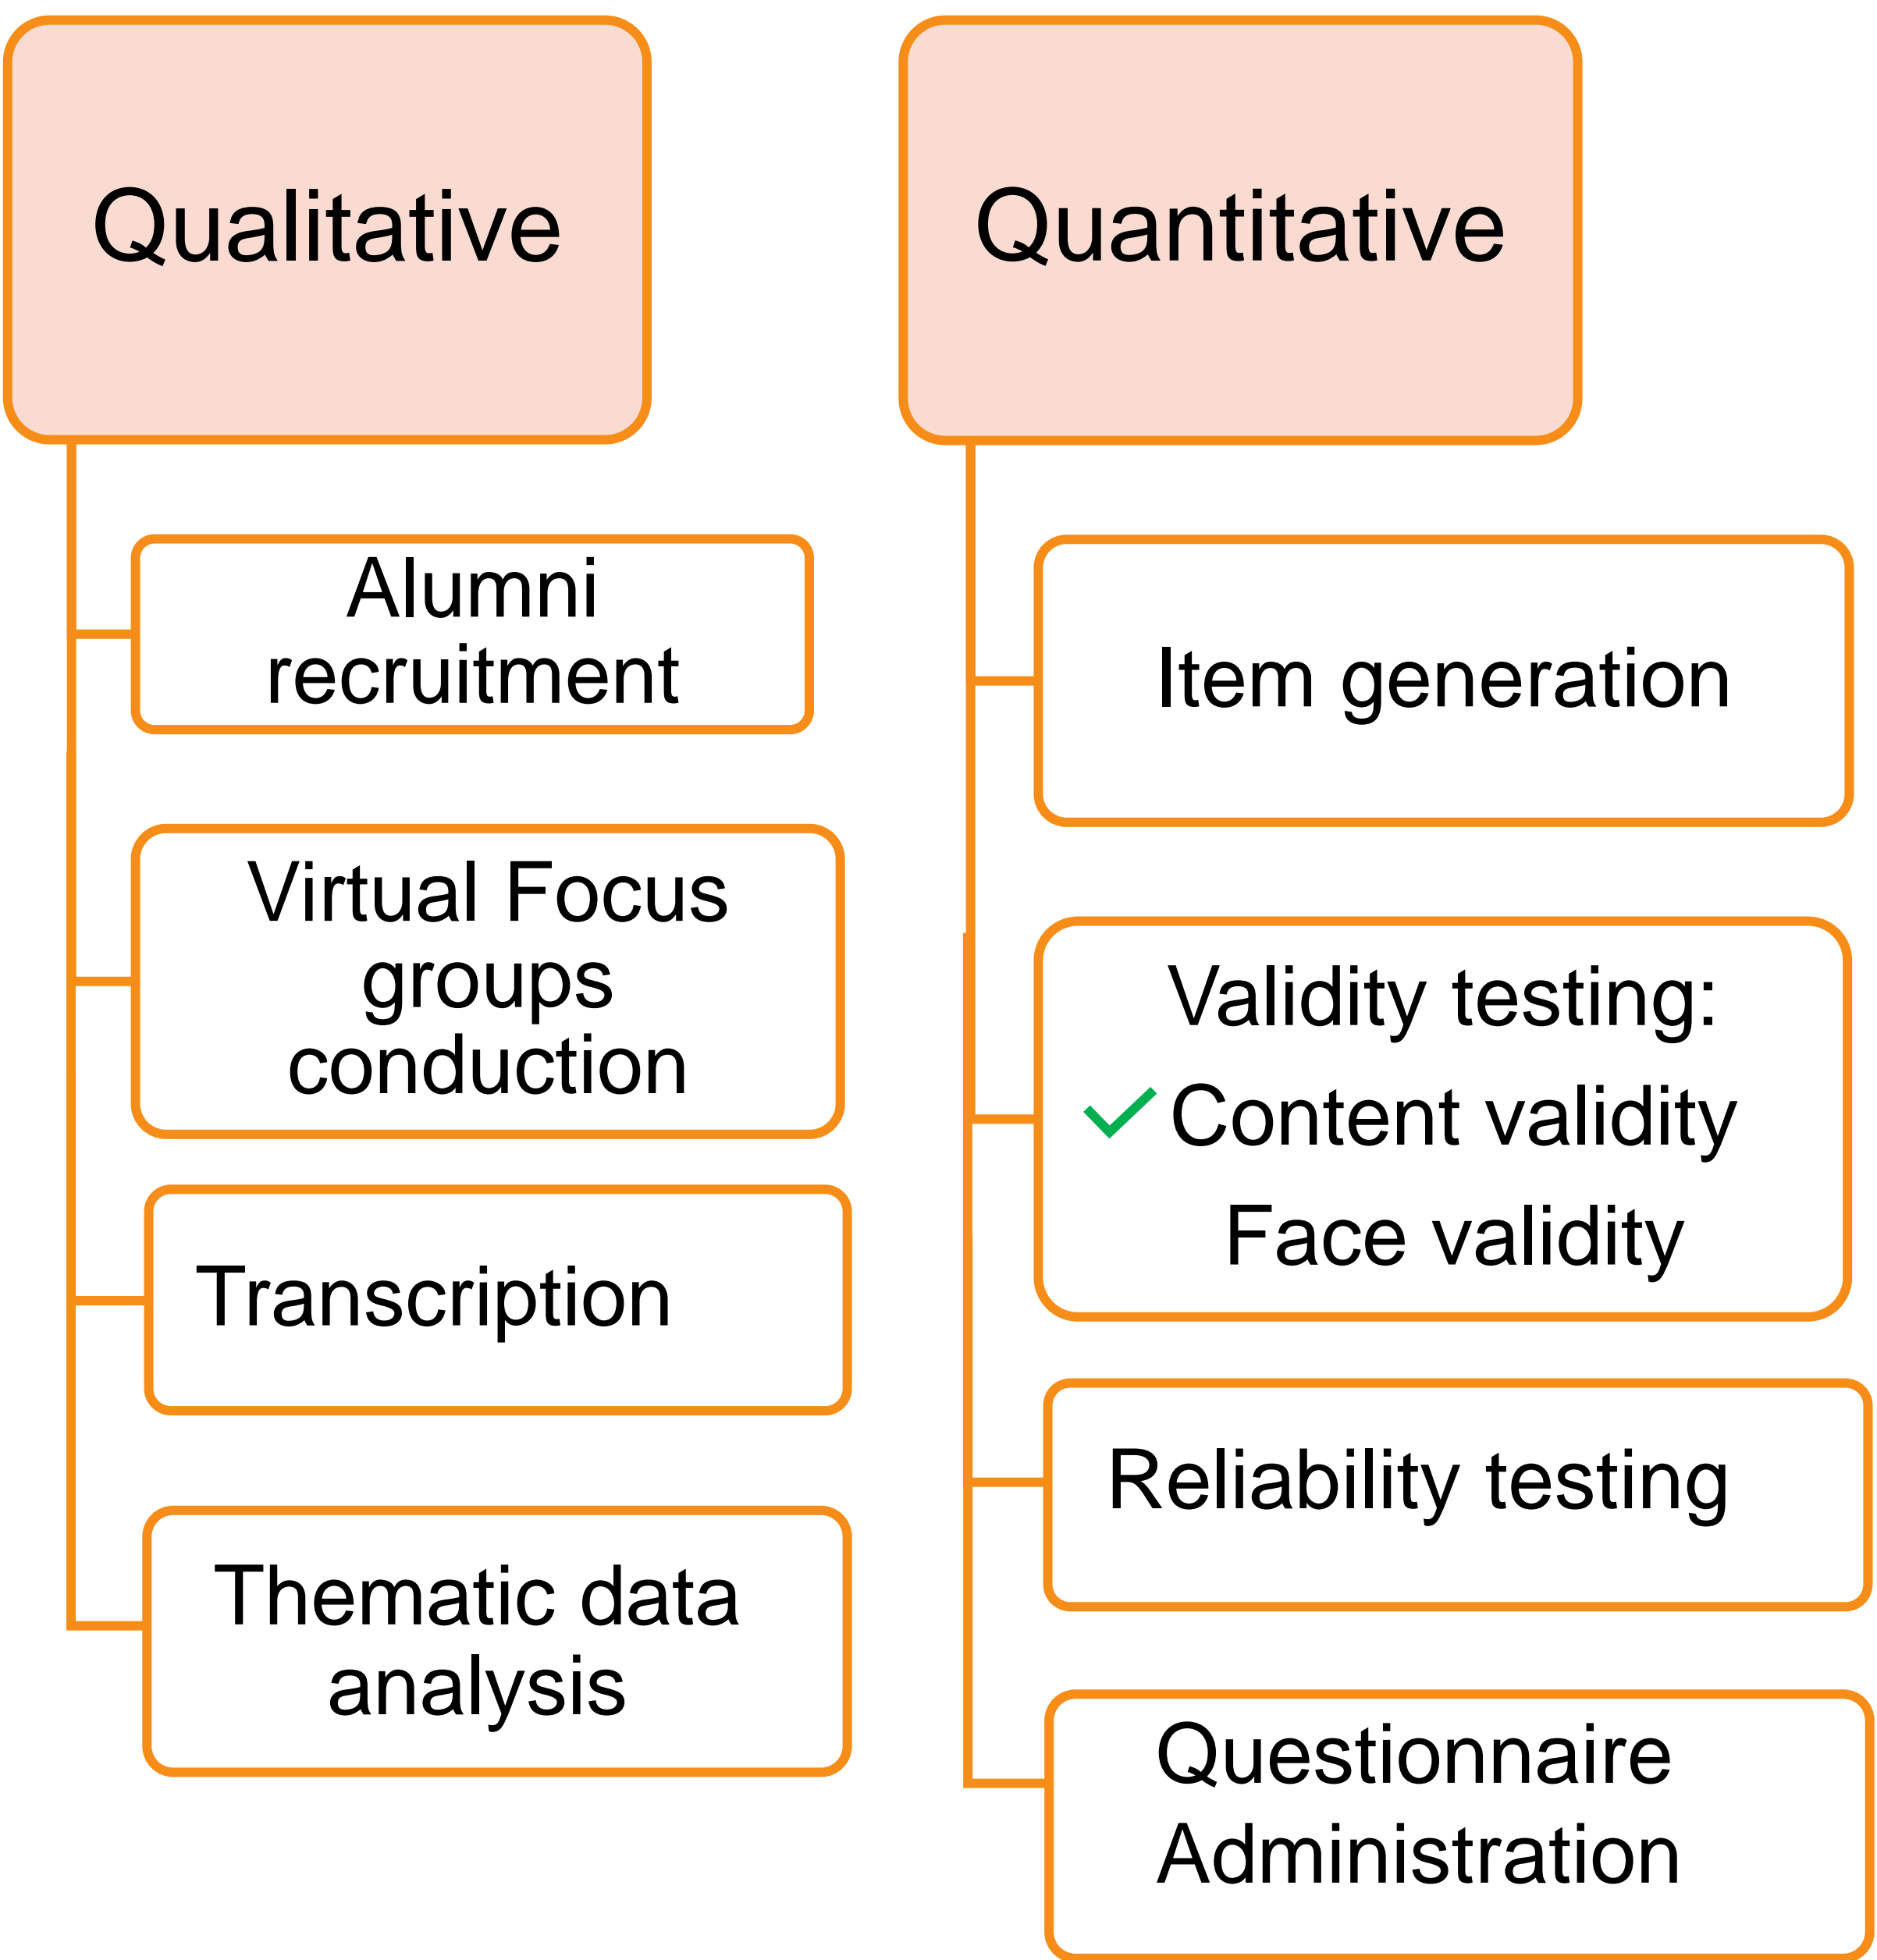 Qualitative
Alumni
recruitment
Virtual Focus
groups
conduction
Transcription
Thematic data
analysis
Quantitative
Item generation
Validity testing:
Content validity
Face validity
Reliability testing
Questionnaire
Administration